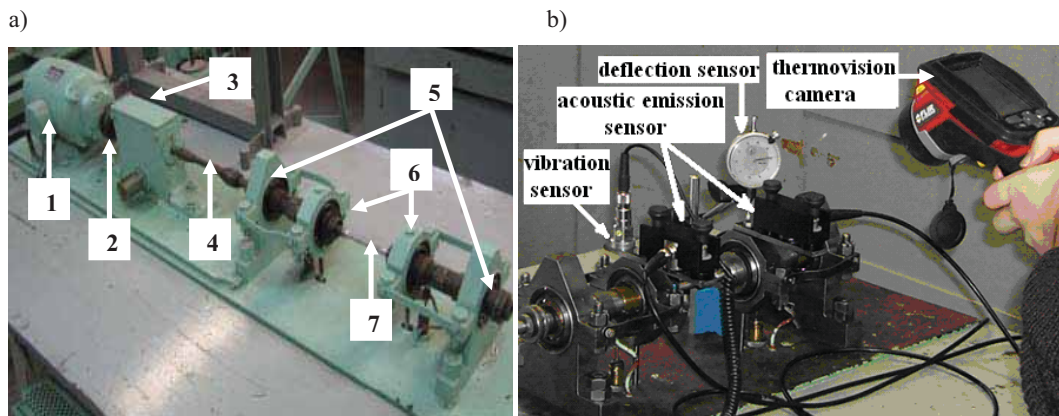 a)
b)
3
5
6
1
2
4
7
deflection sensor
thermovision
camera
acoustic emission
sensor
vibration
sensor